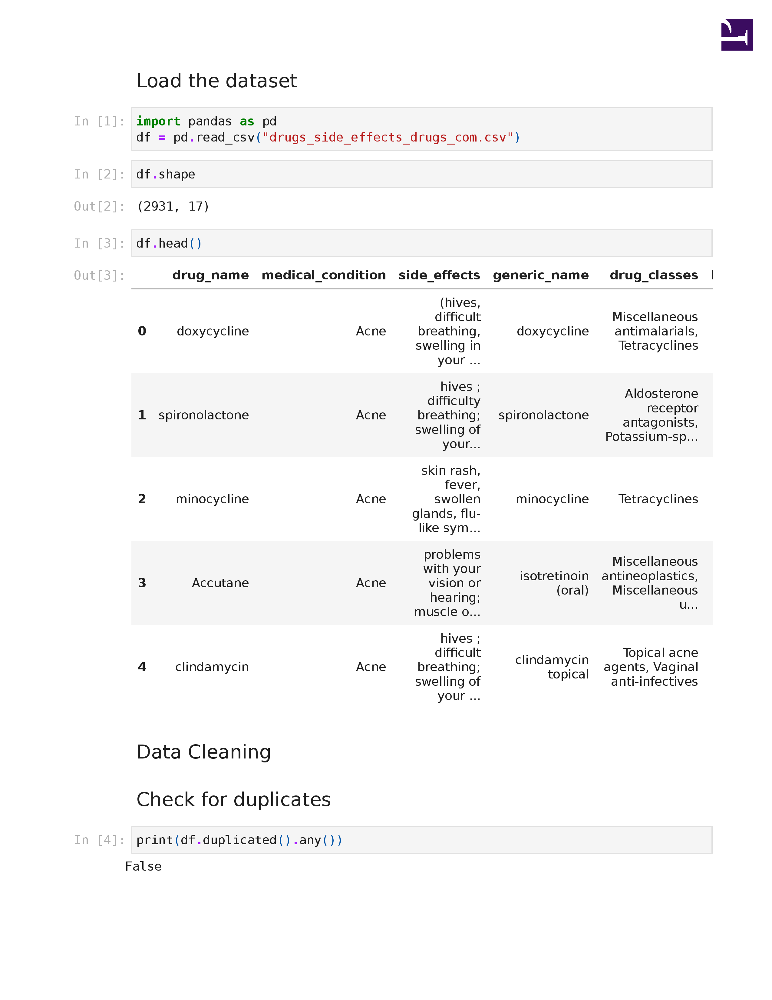 Load the dataset
In [1]: import pandas as pd
df = pd.read_csv("drugs_side_effects_drugs_com.csv")
In [2]: df.shape
Out[2]: (2931, 17)
In [3]: df.head()
Out[3]: drug_name medical_condition side_effects generic_name drug_classes
(hives,
difficult
breathing,
swelling in
your ...
0 doxycycline Acne doxycycline
Miscellaneous
antimalarials,
Tetracyclines
hives ;
difficulty
breathing;
swelling of
your...
1 spironolactone Acne spironolactone
Aldosterone
receptor
antagonists,
Potassium-sp...
skin rash,
fever,
swollen
glands, flu-
like sym...
2 minocycline Acne minocycline Tetracyclines
problems
with your
vision or
hearing;
muscle o...
3 Accutane Acne
isotretinoin
(oral)
Miscellaneous
antineoplastics,
Miscellaneous
u...
hives ;
difficult
breathing;
swelling of
your ...
4 clindamycin Acne
clindamycin
topical
Topical acne
agents, Vaginal
anti-infectives
Data Cleaning
Check for duplicates
In [4]: print(df.duplicated().any())
False